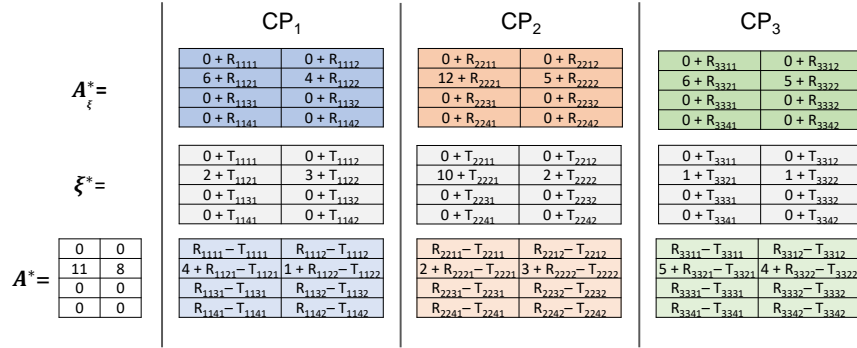 CP₁ CP₂ CP₃
0 + R₁₁₁₁ 0 + R₁₁₁₂ 0 + R₂₂₁₁ 0 + R₂₂₁₂ 0 + R₃₃₁₁ 0 + R₃₃₁₂
6 + R₁₁₂₁ 4 + R₁₁₂₂ 12 + R₂₂₂₁ 5 + R₂₂₂₂ 6 + R₃₃₂₁ 5 + R₃₃₂₂
A*ξ =
0 + R₁₁₃₁ 0 + R₁₁₃₂ 0 + R₂₂₃₁ 0 + R₂₂₃₂ 0 + R₃₃₃₁ 0 + R₃₃₃₂
0 + R₁₁₄₁ 0 + R₁₁₄₂ 0 + R₂₂₄₁ 0 + R₂₂₄₂ 0 + R₃₃₄₁ 0 + R₃₃₄₂
0 + T₁₁₁₁ 0 + T₁₁₁₂ 0 + T₂₂₁₁ 0 + T₂₂₁₂ 0 + T₃₃₁₁ 0 + T₃₃₁₂
2 + T₁₁₂₁ 3 + T₁₁₂₂ 10 + T₂₂₂₁ 2 + T₂₂₂₂ 1 + T₃₃₂₁ 1 + T₃₃₂₂
ξ* =
0 + T₁₁₃₁ 0 + T₁₁₃₂ 0 + T₂₂₃₁ 0 + T₂₂₃₂ 0 + T₃₃₃₁ 0 + T₃₃₃₂
0 + T₁₁₄₁ 0 + T₁₁₄₂ 0 + T₂₂₄₁ 0 + T₂₂₄₂ 0 + T₃₃₄₁ 0 + T₃₃₄₂
0 0 R₁₁₁₁ – T₁₁₁₁ R₁₁₁₂ – T₁₁₁₂ R₂₂₁₁ – T₂₂₁₁ R₂₂₁₂ – T₂₂₁₂ R₃₃₁₁ – T₃₃₁₁ R₃₃₁₂ – T₃₃₁₂
A* = 11 8 4 + R₁₁₂₁ – T₁₁₂₁ 1 + R₁₁₂₂ – T₁₁₂₂ 2 + R₂₂₂₁ – T₂₂₂₁ 3 + R₂₂₂₂ – T₂₂₂₂ 5 + R₃₃₂₁ – T₃₃₂₁ 4 + R₃₃₂₂ – T₃₃₂₂
0 0 R₁₁₃₁ – T₁₁₃₁ R₁₁₃₂ – T₁₁₃₂ R₂₂₃₁ – T₂₂₃₁ R₂₂₃₂ – T₂₂₃₂ R₃₃₃₁ – T₃₃₃₁ R₃₃₃₂ – T₃₃₃₂
0 0 R₁₁₄₁ – T₁₁₄₁ R₁₁₄₂ – T₁₁₄₂ R₂₂₄₁ – T₂₂₄₁ R₂₂₄₂ – T₂₂₄₂ R₃₃₄₁ – T₃₃₄₁ R₃₃₄₂ – T₃₃₄₂